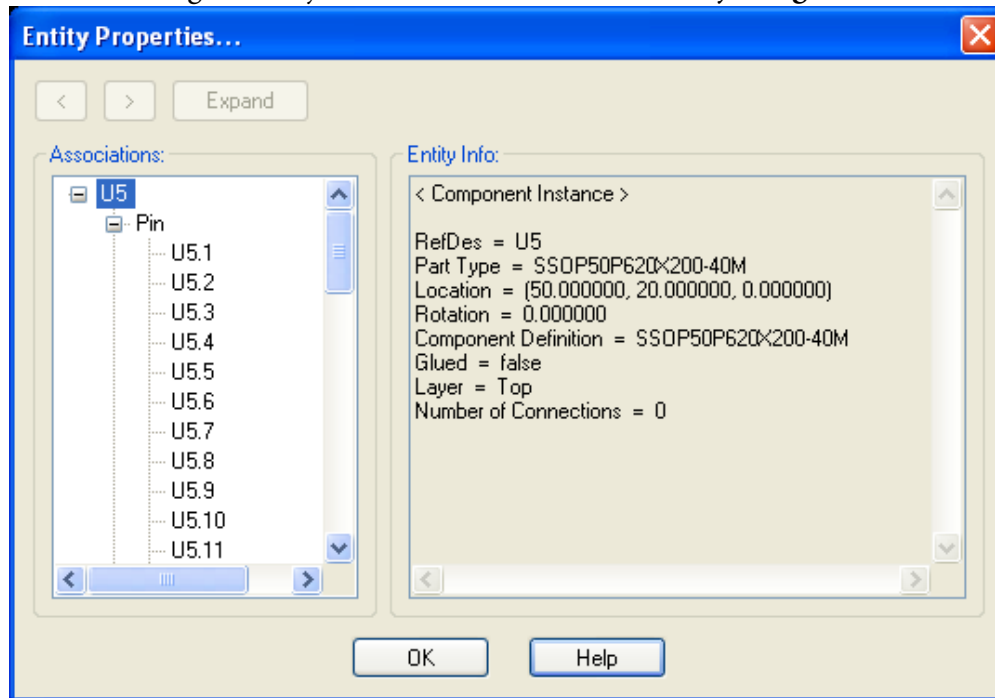 Entity Properties...
< > Expand
Associations:
U5
Pin
U5.1
U5.2
U5.3
U5.4
U5.5
U5.6
U5.7
U5.8
U5.9
U5.10
U5.11
Entity Info:
< Component Instance >
RefDes = U5
Part Type = SSOP50P620X200-40M
Location = (50.000000, 20.000000, 0.000000)
Rotation = 0.000000
Component Definition = SSOP50P620X200-40M
Glued = false
Layer = Top
Number of Connections = 0
OK Help